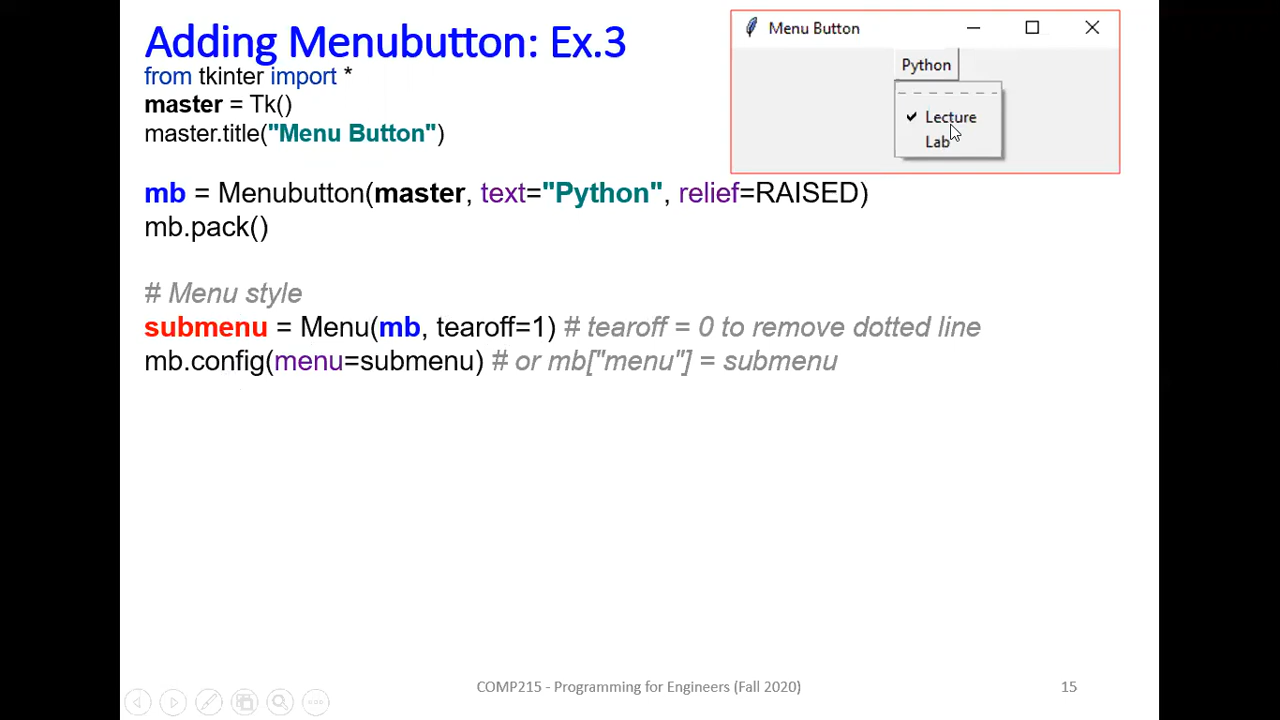 Adding Menubutton: Ex.3
from tkinter import *
master = Tk()
master.title("Menu Button")
mb = Menubutton(master, text="Python", relief=RAISED)
mb.pack()
# Menu style
submenu = Menu(mb, tearoff=1) # tearoff = 0 to remove dotted line
mb.config(menu=submenu) # or mb["menu"] = submenu
Menu Button
Python
Lecture
Lab
COMP215 - Programming for Engineers (Fall 2020)
15